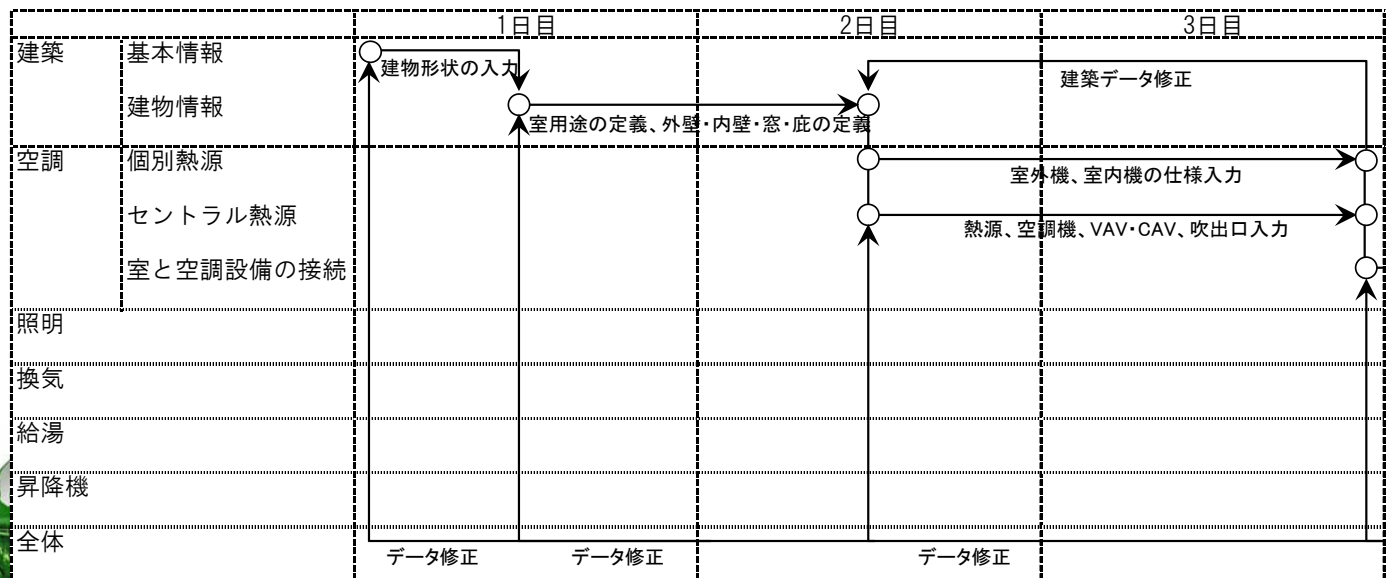 1日目 2日目 3日目
建築 基本情報
建物形状の入力
建築データ修正
建物情報
室用途の定義、外壁・内壁・窓・庇の定義
空調 個別熱源
室外機、室内機の仕様入力
セントラル熱源
熱源、空調機、VAV・CAV、吹出口入力
室と空調設備の接続
照明
換気
給湯
昇降機
全体
データ修正 データ修正 データ修正